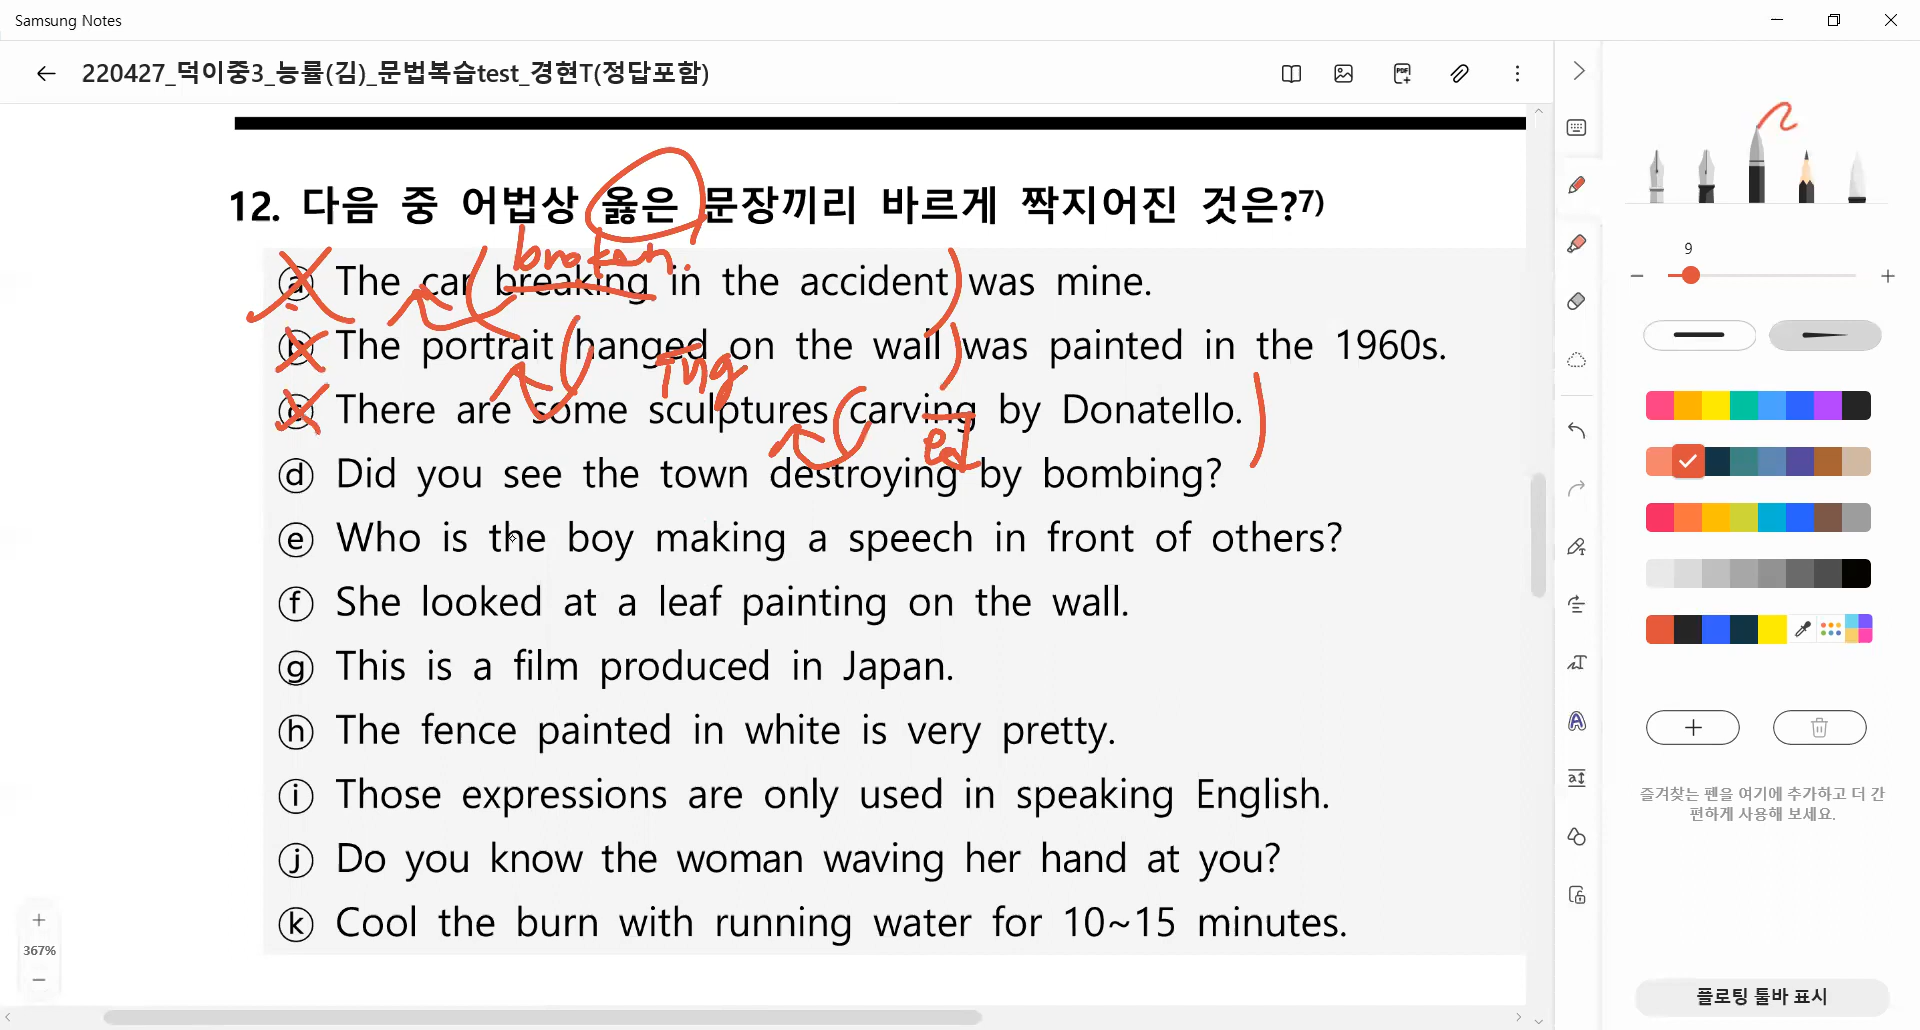 Samsung Notes
220427_덕이중3_능률(김)_문법복습test_경현T(정답포함)
12. 다음 중 어법상 옳은 문장끼리 바르게 짝지어진 것은?7)
broken.
ⓐ The car breaking in the accident was mine.
ⓑ The portrait hanged on the wall was painted in the 1960s.
ing
ⓒ There are some sculptures carving by Donatello.
ed
ⓓ Did you see the town destroying by bombing?
ⓔ Who is the boy making a speech in front of others?
ⓕ She looked at a leaf painting on the wall.
ⓖ This is a film produced in Japan.
ⓗ The fence painted in white is very pretty.
ⓘ Those expressions are only used in speaking English.
ⓙ Do you know the woman waving her hand at you?
ⓚ Cool the burn with running water for 10~15 minutes.
367%
PDF
9
즐겨찾는 펜을 여기에 추가하고 더 간
편하게 사용해 보세요.
플로팅 툴바 표시